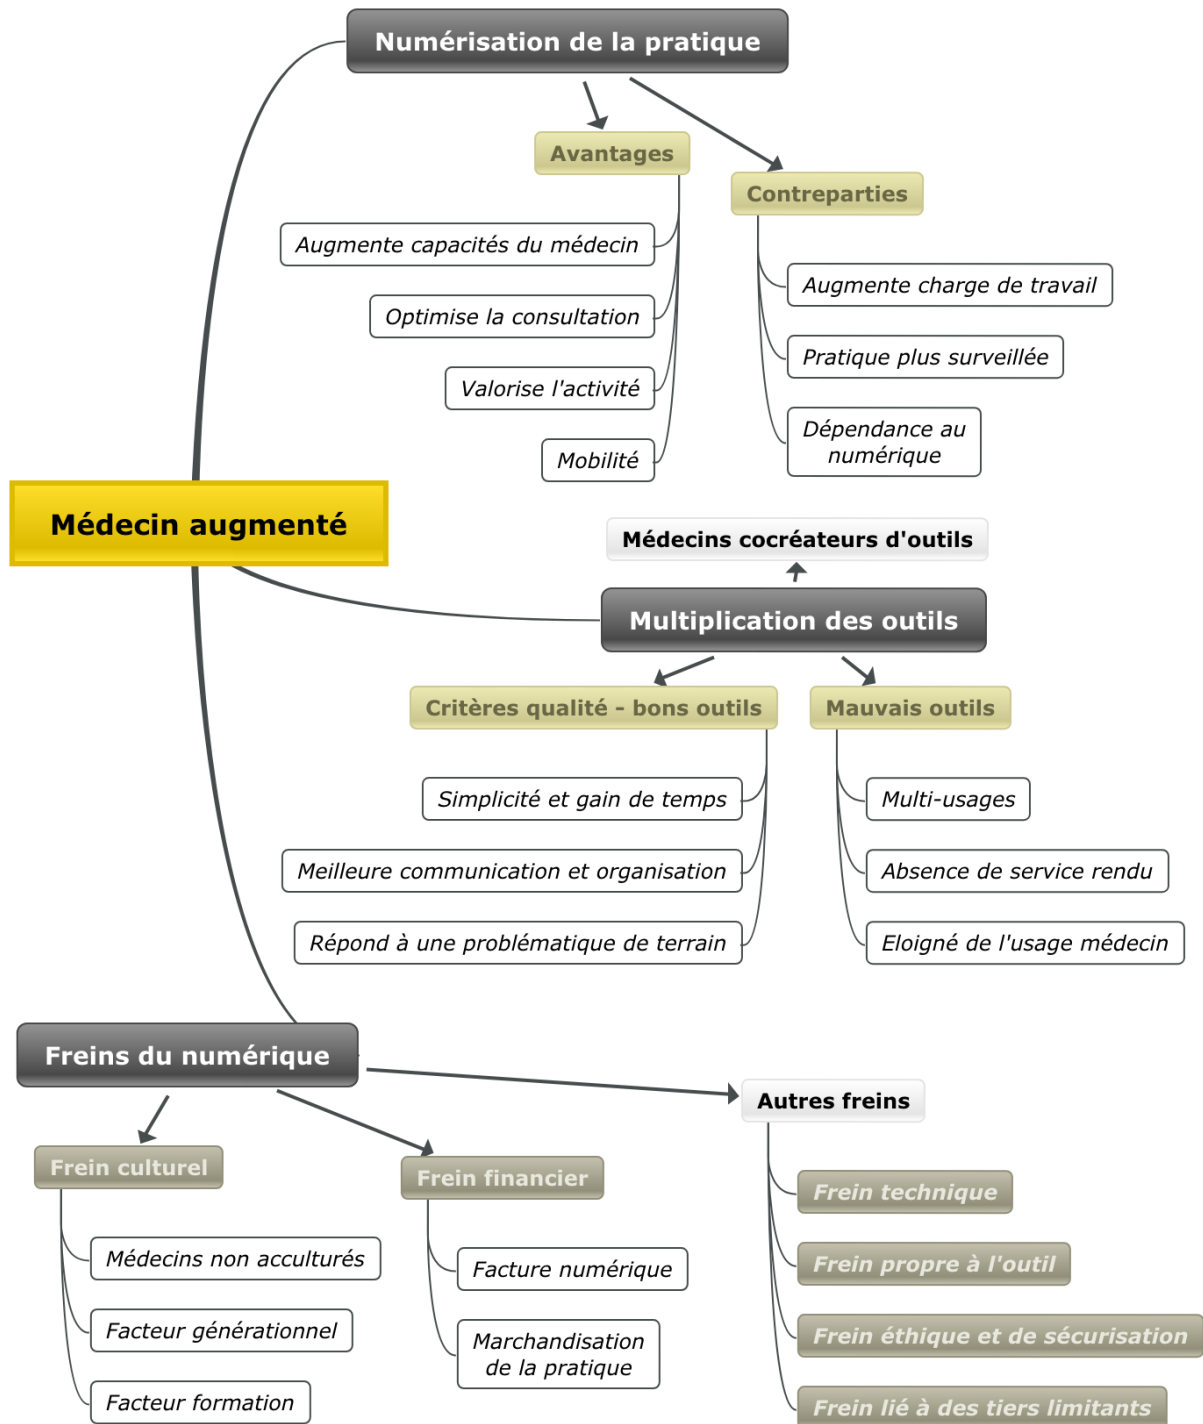 Numérisation de la pratique
Avantages
Contreparties
Augmente capacités du médecin
Optimise la consultation
Valorise l'activité
Mobilité
Augmente charge de travail
Pratique plus surveillée
Dépendance au
numérique
Médecin augmenté
Médecins cocréateurs d'outils
Multiplication des outils
Critères qualité - bons outils
Mauvais outils
Simplicité et gain de temps
Meilleure communication et organisation
Répond à une problématique de terrain
Multi-usages
Absence de service rendu
Eloigné de l'usage médecin
Freins du numérique
Frein culturel
Médecins non acculturés
Facteur générationnel
Facteur formation
Frein financier
Facture numérique
Marchandisation
de la pratique
Autres freins
Frein technique
Frein propre à l'outil
Frein éthique et de sécurisation
Frein lié à des tiers limitants